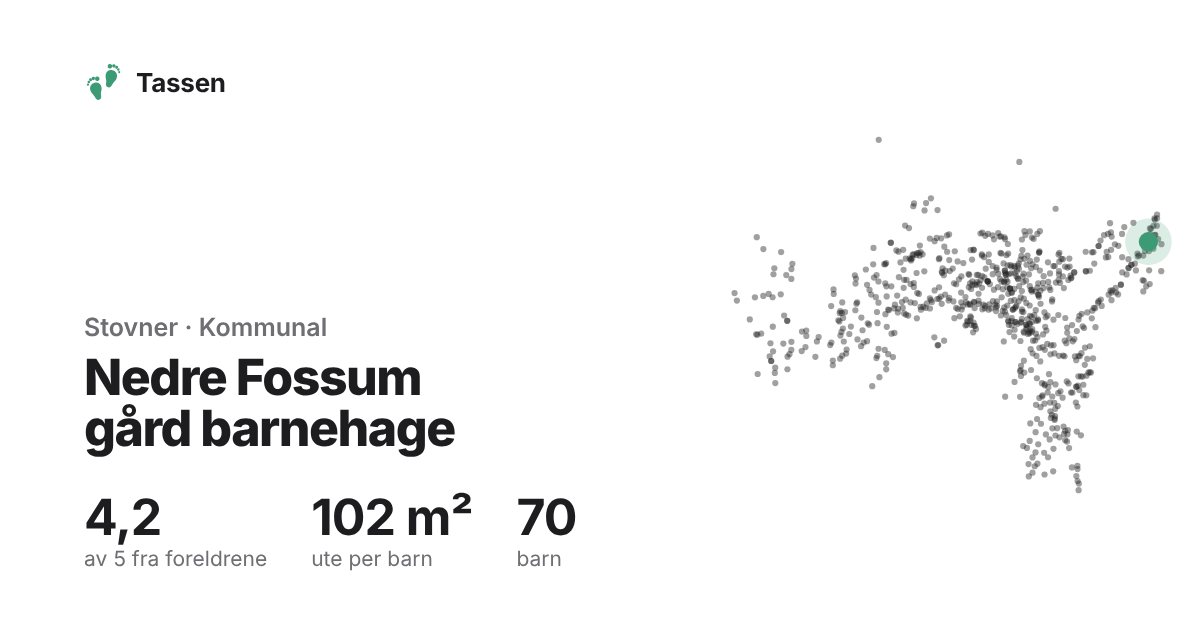 Tassen
Stovner · Kommunal
Nedre Fossum
gård barnehage
4,2
av 5 fra foreldrene
102 m²
ute per barn
70
barn